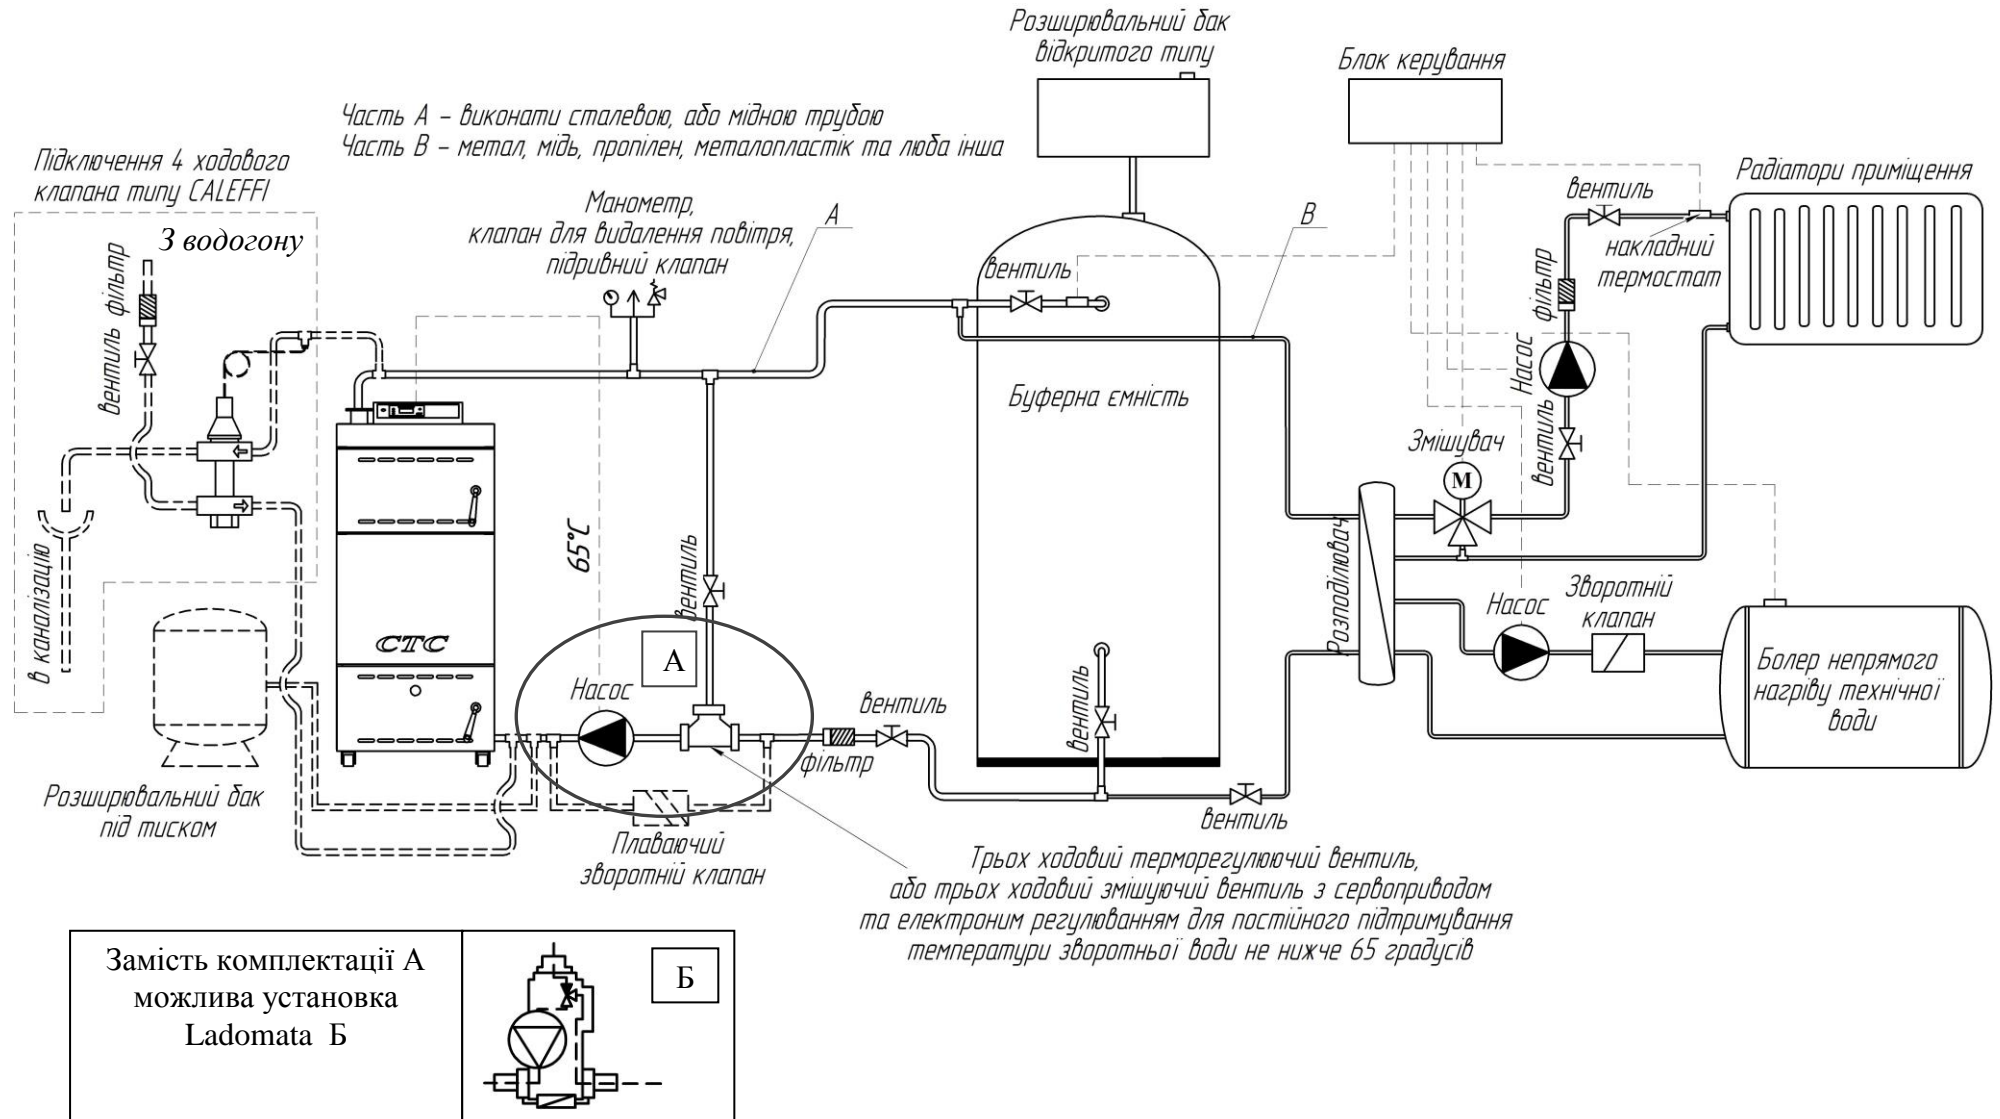 Розширювальний бак
відкритого типу
Блок керування
Часть А – виконати сталевою, або мідною трубою
Часть В – метал, мідь, пропілен, металопластік та люба інша
Підключення 4 ходового
клапана типу CALEFFI
З водогону
Манометр,
клапан для видалення повітря,
підривний клапан
А
В
Радіатори приміщення
вентиль
накладний
термостат
фільтр
вентиль
фільтр
вентиль
Насос
Буферна ємність
вентиль
Змішувач
М
65°С
вентиль
в каналізацію
Розподілювач
Насос
Зворотній
клапан
СТС
А
Насос
вентиль
вентиль
Болер непрямого
нагріву технічної
води
фільтр
Розширювальний бак
під тиском
вентиль
Плаваючий
зворотній клапан
Трьох ходовий терморегулюючий вентиль,
або трьох ходовий змішуючий вентиль з сервоприводом
та електроним регулюванням для постійного підтримування
температури зворотньої води не нижче 65 градусів
Замість комплектації А
можлива установка
Ladomata Б
Б